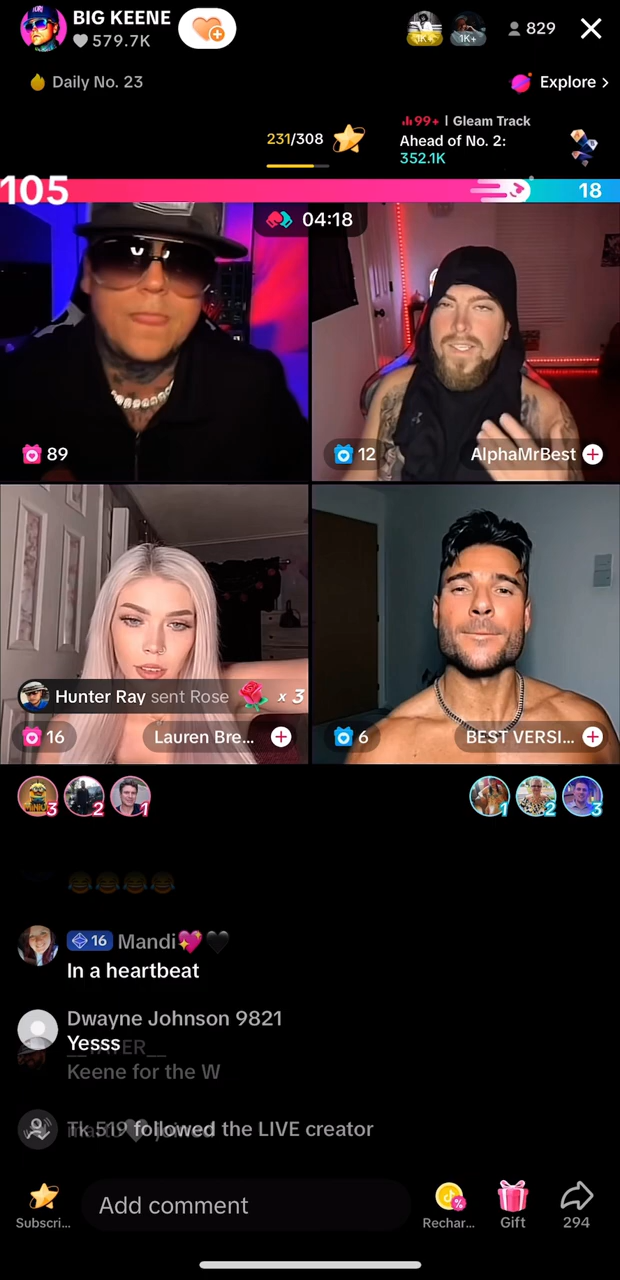 BIG KEENE
579.7K
1K+
1K+
829
Daily No. 23
Explore >
231/308
99+ | Gleam Track
Ahead of No. 2:
352.1K
105
18
04:18
89
12
AlphaMrBest
Hunter Ray sent Rose x 3
16
Lauren Bre...
6
BEST VERSI...
3
2
1
1
2
3
😂😂😂😂
16 Mandi💖🖤
In a heartbeat
Dwayne Johnson 9821
Yesss
Keene for the W
Tk 519 followed the LIVE creator
Add comment
Subscri...
Rechar...
Gift
294